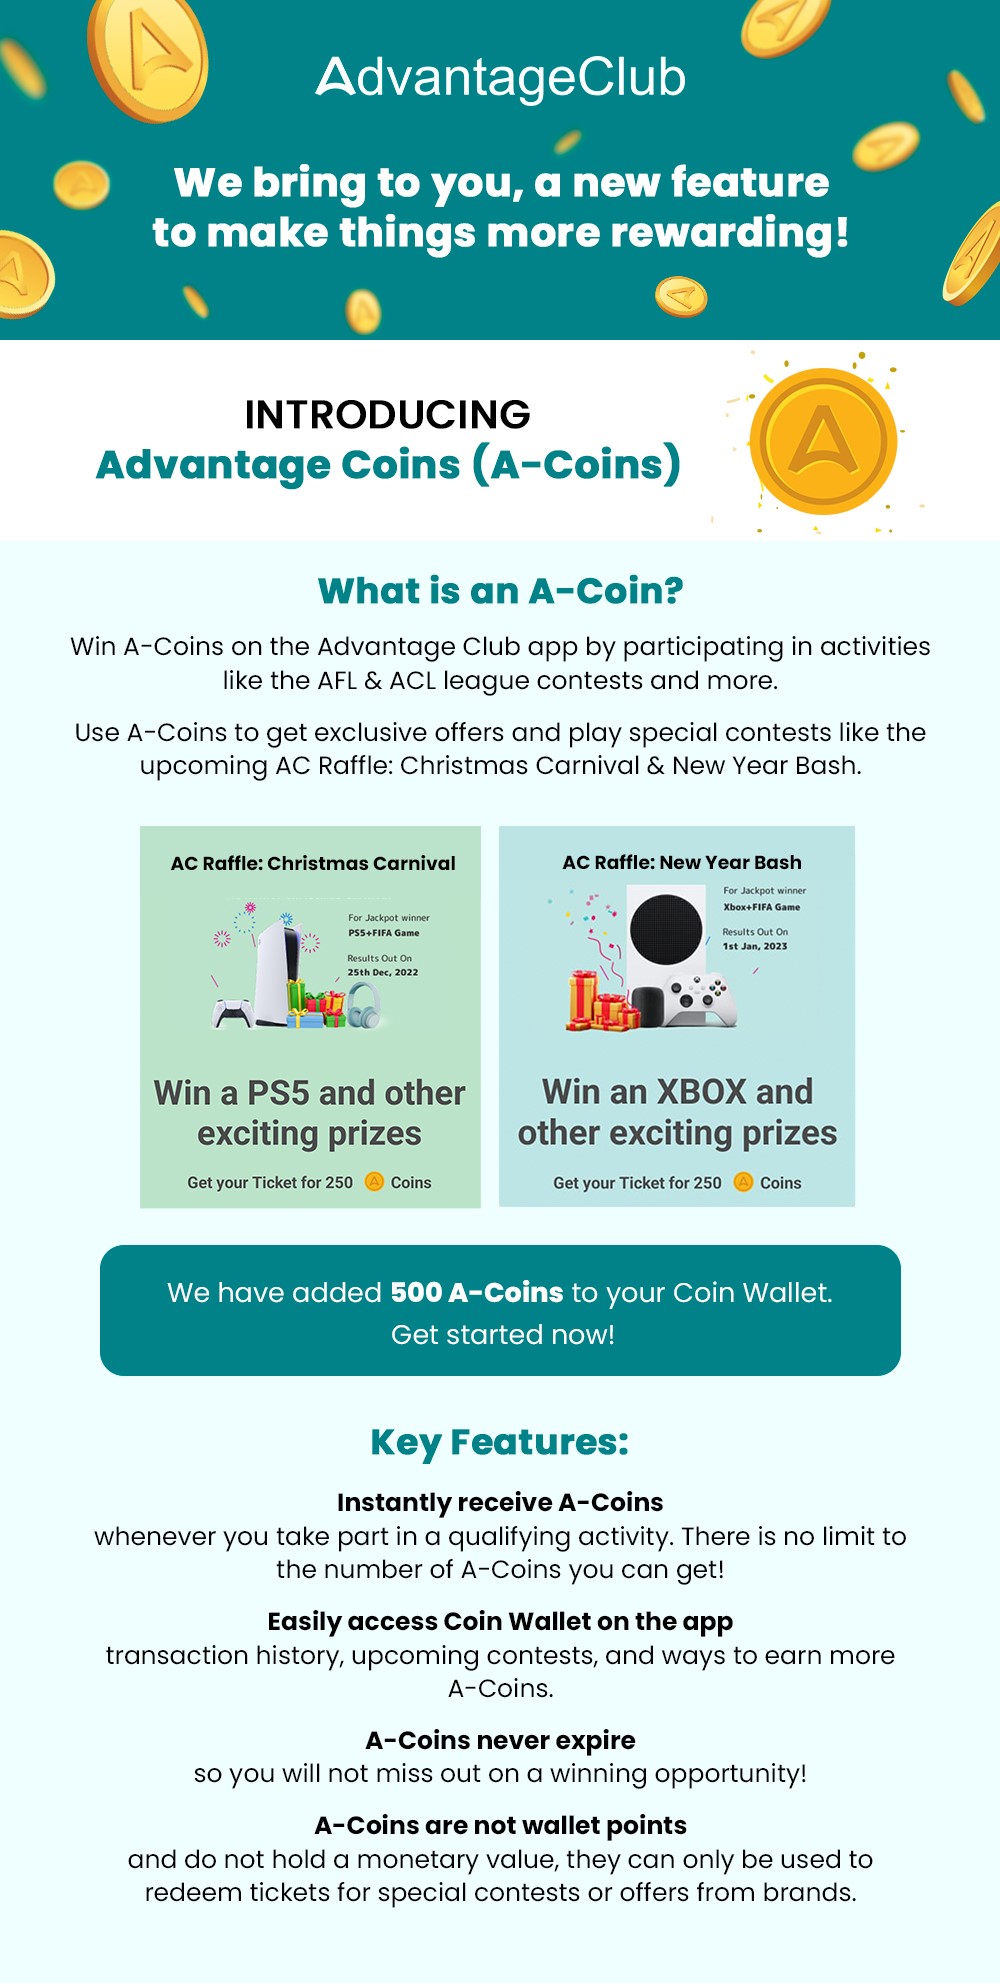 AdvantageClub
We bring to you, a new feature
to make things more rewarding!
INTRODUCING
Advantage Coins (A-Coins)
What is an A-Coin?
Win A-Coins on the Advantage Club app by participating in activities
like the AFL & ACL league contests and more.
Use A-Coins to get exclusive offers and play special contests like the
upcoming AC Raffle: Christmas Carnival & New Year Bash.
AC Raffle: Christmas Carnival
For Jackpot winner
PS5+FIFA Game
Results Out On
25th Dec, 2022
Win a PS5 and other
exciting prizes
Get your Ticket for 250 A Coins
AC Raffle: New Year Bash
For Jackpot winner
Xbox+FIFA Game
Results Out On
1st Jan, 2023
Win an XBOX and
other exciting prizes
Get your Ticket for 250 A Coins
We have added 500 A-Coins to your Coin Wallet.
Get started now!
Key Features:
Instantly receive A-Coins
whenever you take part in a qualifying activity. There is no limit to
the number of A-Coins you can get!
Easily access Coin Wallet on the app
transaction history, upcoming contests, and ways to earn more
A-Coins.
A-Coins never expire
so you will not miss out on a winning opportunity!
A-Coins are not wallet points
and do not hold a monetary value, they can only be used to
redeem tickets for special contests or offers from brands.